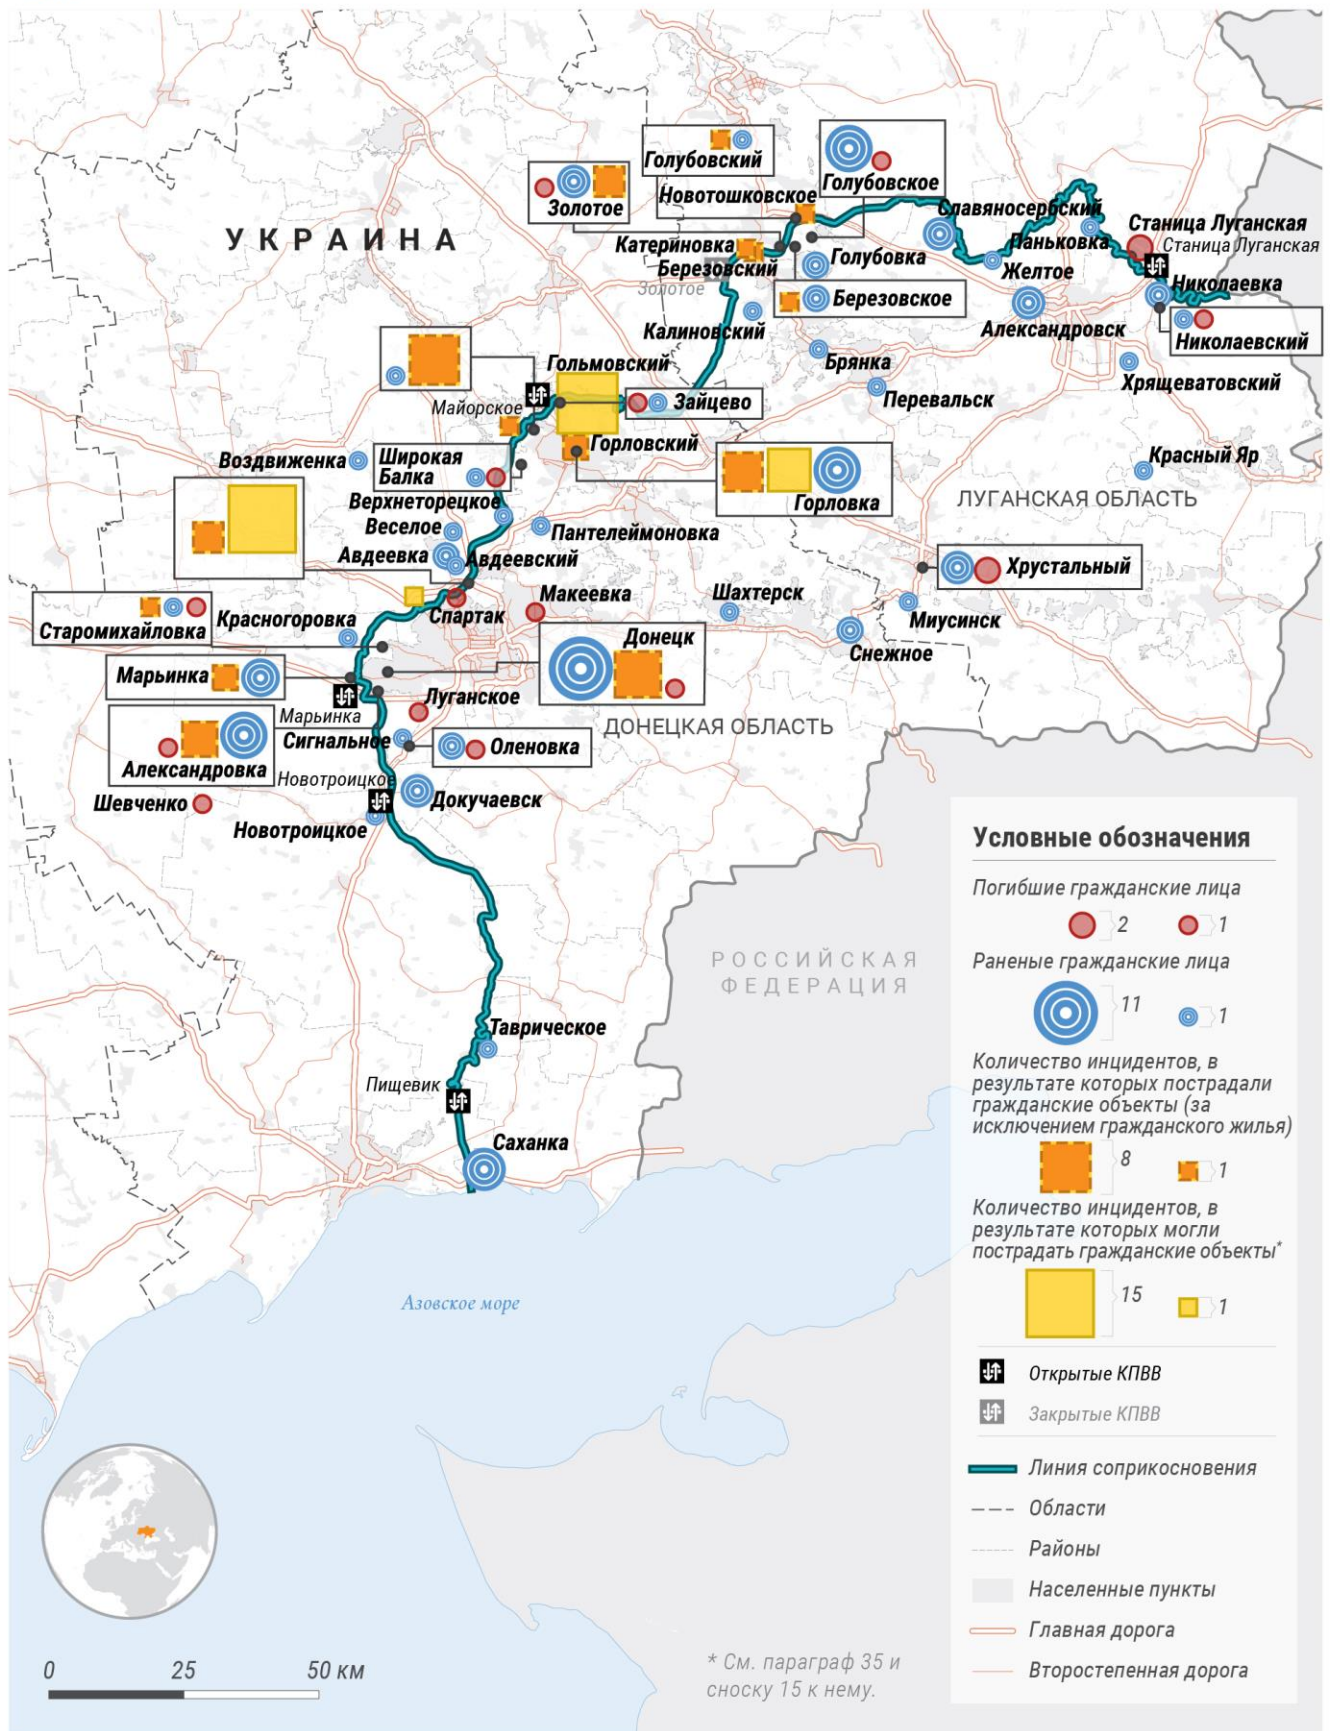 Голубовский
Голубовское
Золотое
Новотошковское
Славяносербский
УКРАИНА
Станица Луганская
Катериновка
Паньковка
Станица Луганская
Голубовка
Березовский
Желтое
Золотое
Николаевка
Березовское
Калиновский
Александровск
Николаевский
Брянка
Гольмовский
Хрящеватовский
Перевальск
Майорское
Зайцево
Горловский
Широкая
Балка
Воздвиженка
Красный Яр
Верхнеторецкое
Горловка
ЛУГАНСКАЯ ОБЛАСТЬ
Веселое
Пантелеймоновка
Авдеевка
Авдеевский
Хрустальный
Макеевка
Шахтерск
Спартак
Красногоровка
Миусинск
Старомихайловка
Донецк
Снежное
Марьинка
Луганское
Марьинка
ДОНЕЦКАЯ ОБЛАСТЬ
Сигнальное
Оленовка
Александровка
Новотроицкое
Шевченко
Докучаевск
Новотроицкое
РОССИЙСКАЯ
ФЕДЕРАЦИЯ
Таврическое
Пищевик
Саханка
Азовское море
Условные обозначения
Погибшие гражданские лица
2 1
Раненые гражданские лица
11 1
Количество инцидентов, в
результате которых пострадали
гражданские объекты (за
исключением гражданского жилья)
8 1
Количество инцидентов, в
результате которых могли
пострадать гражданские объекты*
15 1
Открытые КПВВ
Закрытые КПВВ
Линия соприкосновения
Области
Районы
Населенные пункты
Главная дорога
Второстепенная дорога
0 25 50 км
* См. параграф 35 и
сноску 15 к нему.